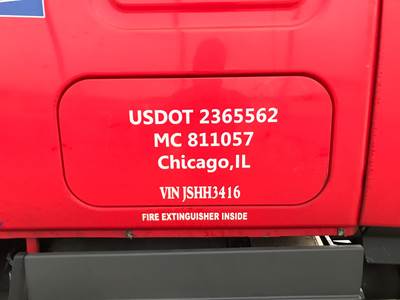 USDOT 2365562
MC 811057
Chicago,IL
VIN JSHH3416
FIRE EXTINGUISHER INSIDE